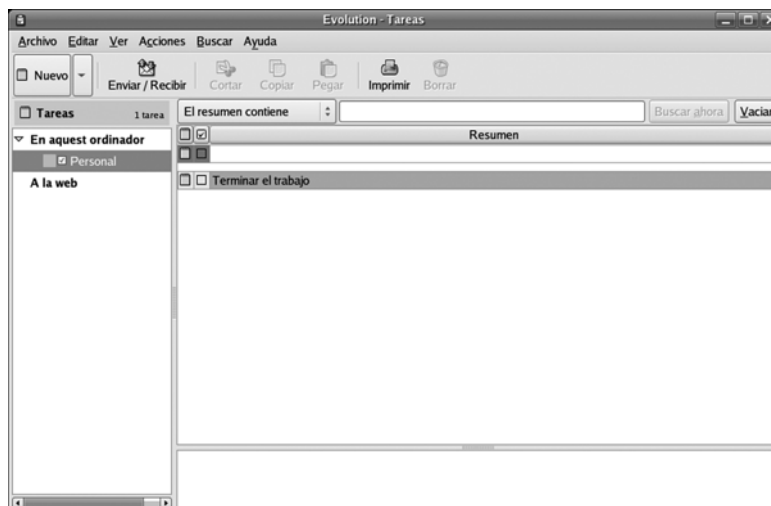 Evolution - Tareas
Archivo Editar Ver Acciones Buscar Ayuda
Nuevo Enviar / Recibir Cortar Copiar Pegar Imprimir Borrar
Tareas 1 tarea El resumen contiene Buscar ahora Vaciar
En aquest ordinador Resumen
Personal
A la web Terminar el trabajo